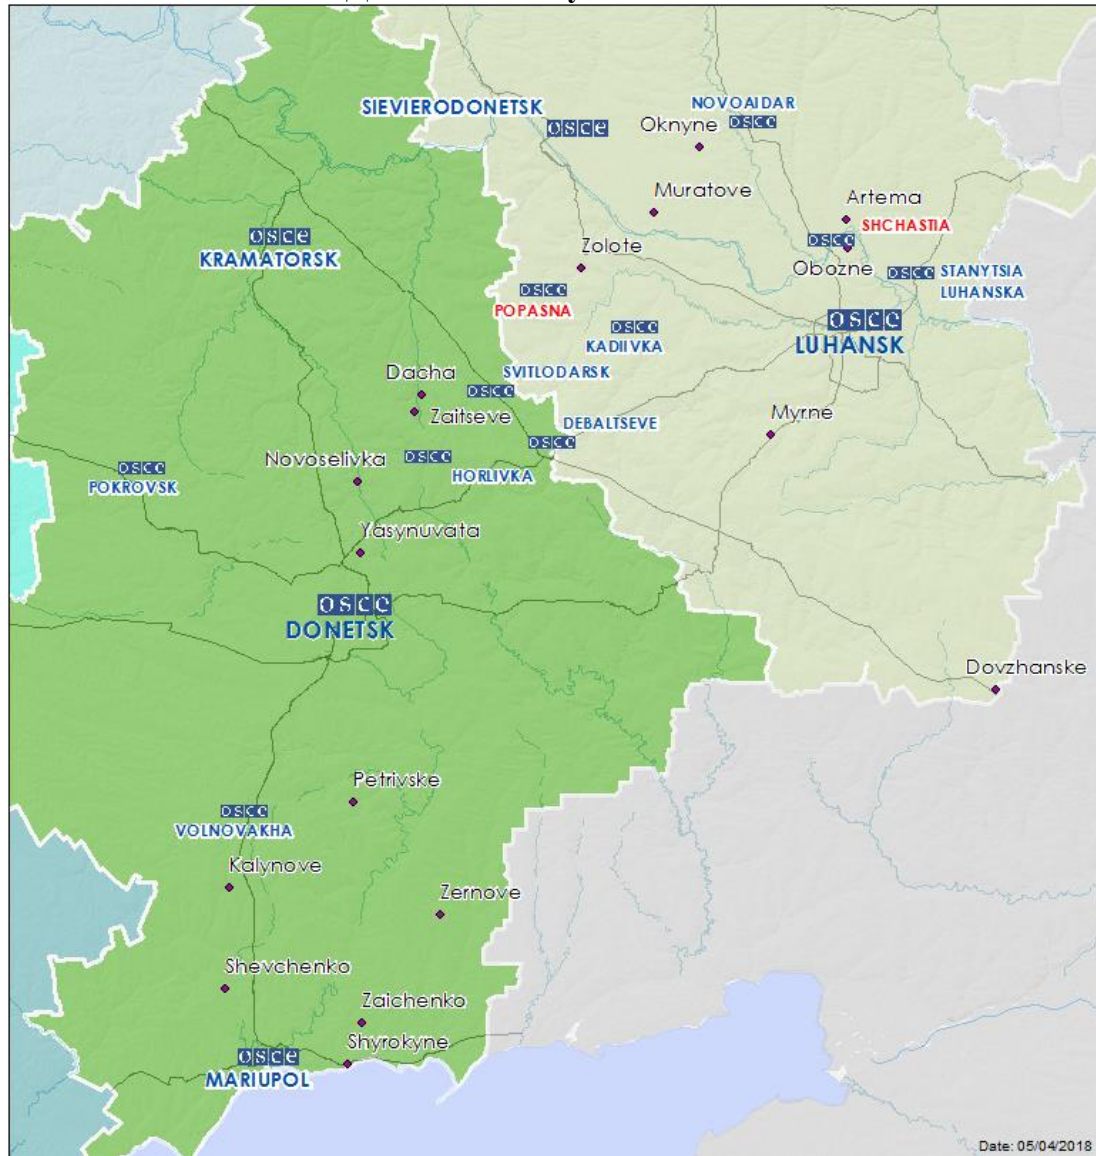 SIEVIERODONETSK
osce
NOVOAIDAR
osce
Oknyne
Muratove
Artema
SHCHASTIA
osce
Obozne
STANYTSIA
LUHANSKA
osce
osce
KRAMATORSK
Zolote
osce
POPASNA
osce
KADIIVKA
osce
LUHANSK
SVITLODARSK
osce
Dacha
Zaitseve
DEBALTSEVE
osce
Myrne
osce
HORLIVKA
Novoselivka
osce
POKROVSK
Yasynuvata
osce
DONETSK
Dovzhanske
Petrivske
osce
VOLNOVAKHA
Kalynove
Zernove
Shevchenko
Zaichenko
Shyrokyne
osce
MARIUPOL
Date: 05/04/2018